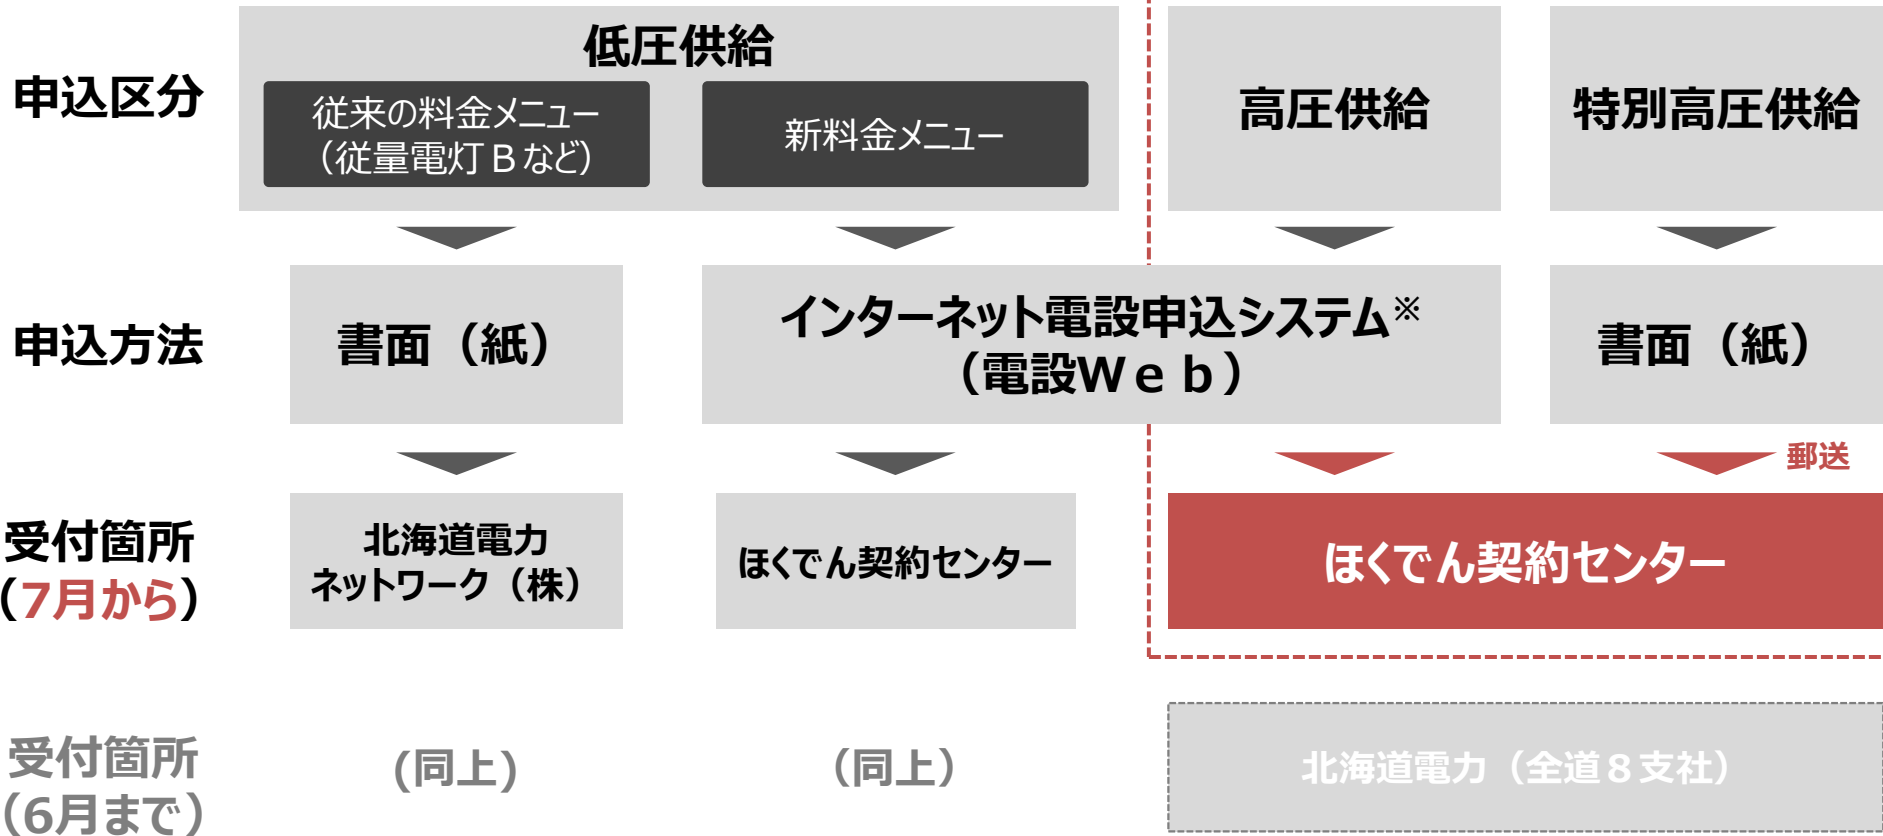 申込区分
低圧供給
従来の料金メニュー
（従量電灯Ｂなど）
新料金メニュー
高圧供給
特別高圧供給
申込方法
書面（紙）
インターネット電設申込システム※
（電設Ｗｅｂ）
書面（紙）
郵送
受付箇所
（7月から）
北海道電力
ネットワーク（株）
ほくでん契約センター
ほくでん契約センター
受付箇所
（6月まで）
（同上）
（同上）
北海道電力（全道８支社）